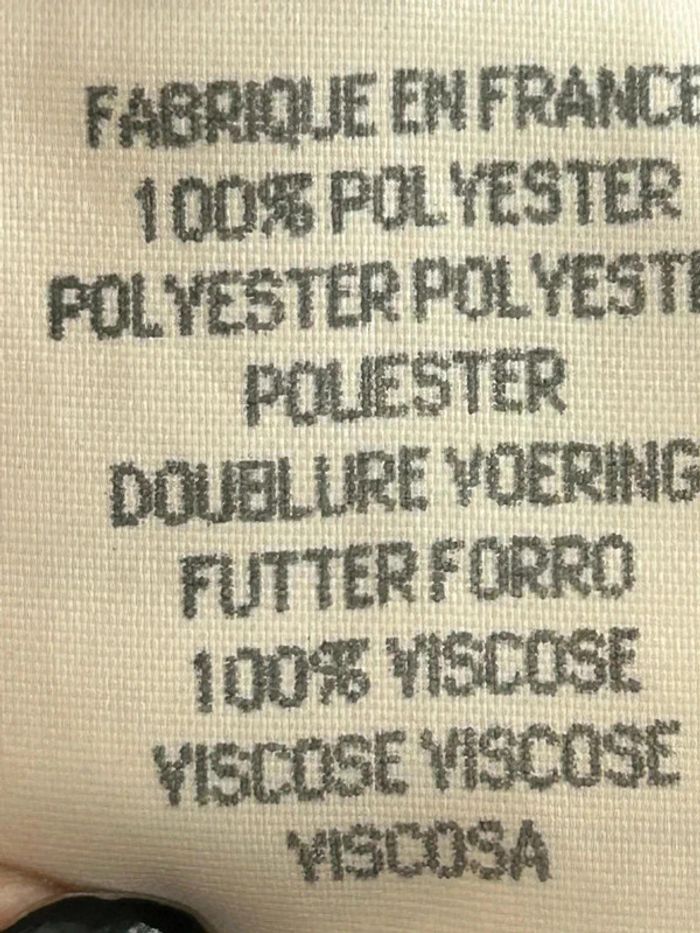 FABRIQUE EN FRANCE
100% POLYESTER
POLYESTER POLYESTE
POLIESTER
DOUBLURE VOERING
FUTTER FORRO
100% VISCOSE
VISCOSE VISCOSE
VISCOSA